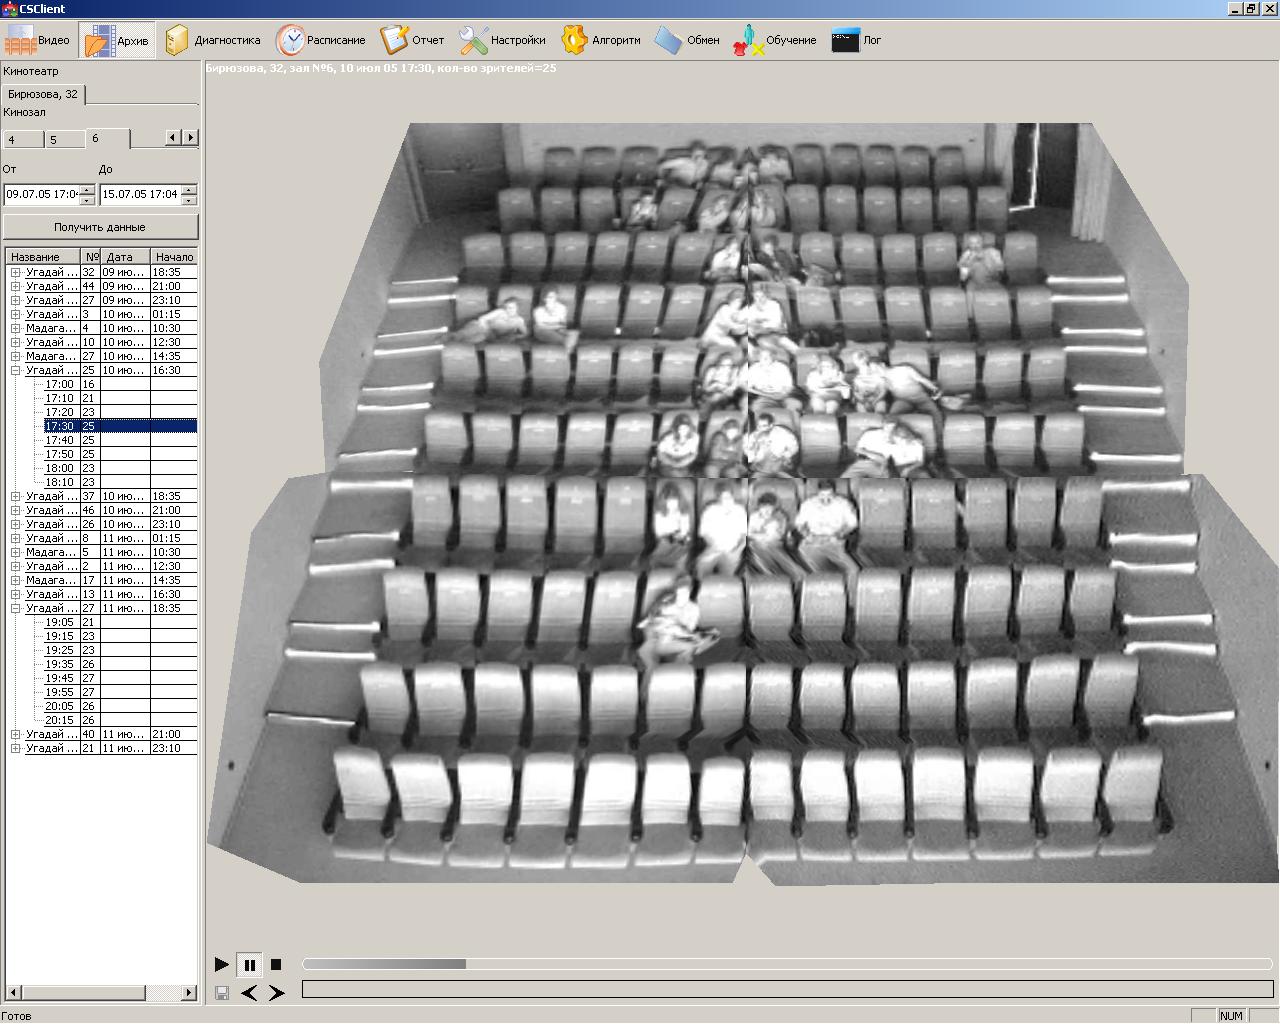 CSClient
Видео Архив Диагностика Расписание Отчет Настройки Алгоритм Обмен Обучение Лог
Кинотеатр
Бирюзова, 32
Кинозал
4 5 6
От До
09.07.05 17:04 15.07.05 17:04
Получить данные
Название № Дата Начало
Угадай ... 32 09 ию... 18:35
Угадай ... 44 09 ию... 21:00
Угадай ... 27 09 ию... 23:10
Угадай ... 3 10 ию... 01:15
Мадага... 4 10 ию... 10:30
Угадай ... 10 10 ию... 12:30
Мадага... 27 10 ию... 14:35
Угадай ... 25 10 ию... 16:30
17:00 16
17:10 21
17:20 23
17:30 25
17:40 25
17:50 25
18:00 23
18:10 23
Угадай ... 37 10 ию... 18:35
Угадай ... 46 10 ию... 21:00
Угадай ... 26 10 ию... 23:10
Угадай ... 8 11 ию... 01:15
Мадага... 5 11 ию... 10:30
Угадай ... 2 11 ию... 12:30
Мадага... 17 11 ию... 14:35
Угадай ... 13 11 ию... 16:30
Угадай ... 27 11 ию... 18:35
19:05 21
19:15 23
19:25 23
19:35 26
19:45 27
19:55 27
20:05 26
20:15 26
Угадай ... 40 11 ию... 21:00
Угадай ... 21 11 ию... 23:10
Бирюзова, 32, зал №6, 10 июл 05 17:30, кол-во зрителей=25
Готов
NUM